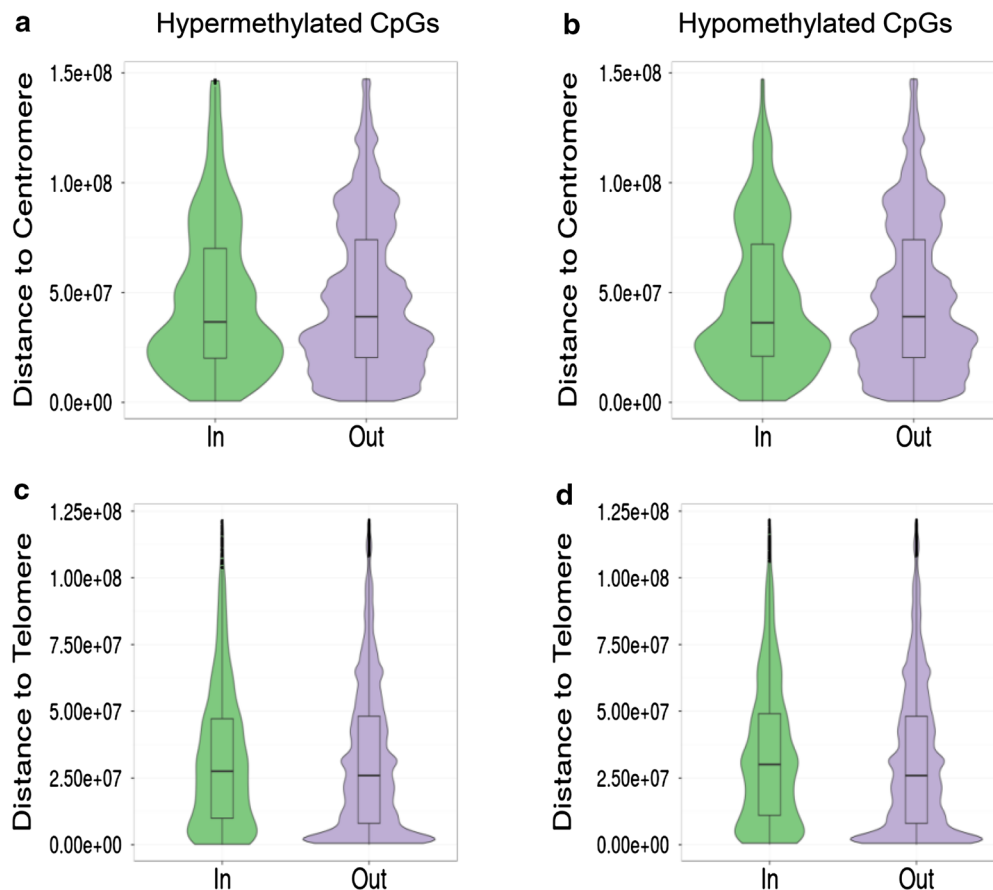 a Hypermethylated CpGs
Distance to Centromere
1.5e+08
1.0e+08
5.0e+07
0.0e+00
In Out
b Hypomethylated CpGs
Distance to Centromere
1.5e+08
1.0e+08
5.0e+07
0.0e+00
In Out
c
Distance to Telomere
1.25e+08
1.00e+08
7.50e+07
5.00e+07
2.50e+07
0.00e+00
In Out
d
Distance to Telomere
1.25e+08
1.00e+08
7.50e+07
5.00e+07
2.50e+07
0.00e+00
In Out